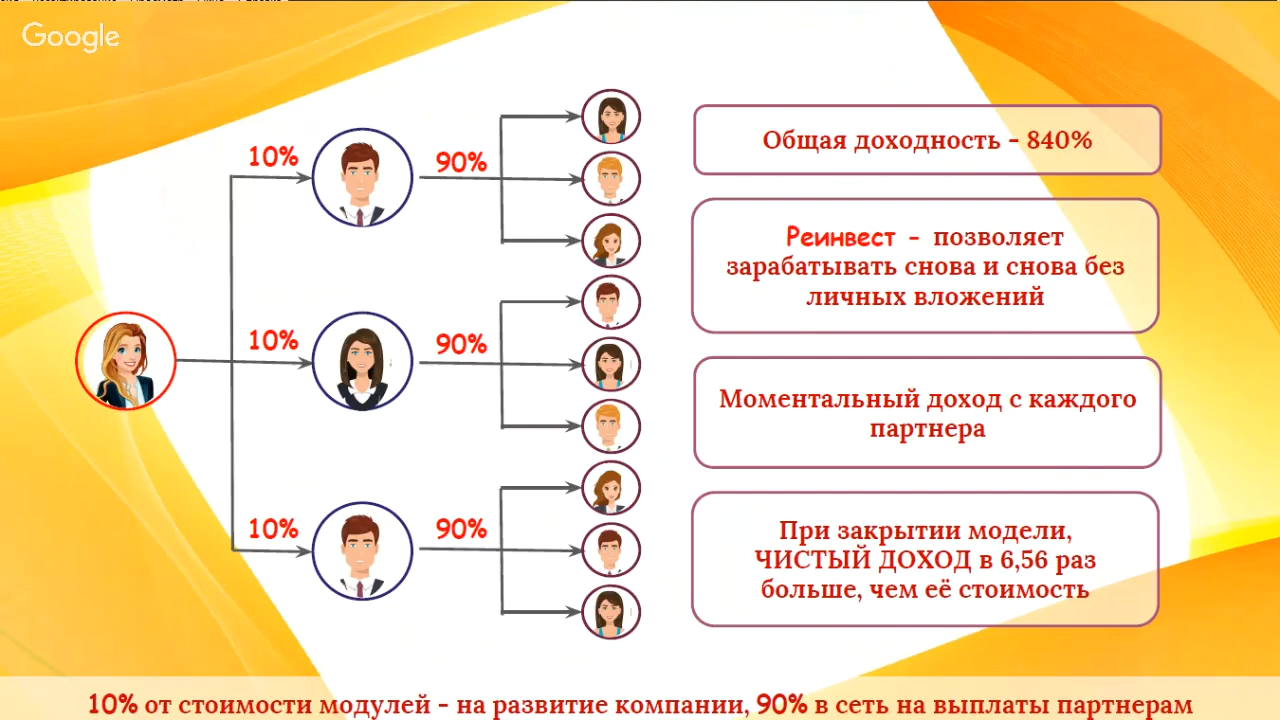 Google
10%
90%
10%
90%
10%
90%
Общая доходность - 840%
Реинвест - позволяет
зарабатывать снова и снова без
личных вложений
Моментальный доход с каждого
партнера
При закрытии модели,
ЧИСТЫЙ ДОХОД в 6,56 раз
больше, чем её стоимость
10% от стоимости модулей - на развитие компании, 90% в сеть на выплаты партнерам